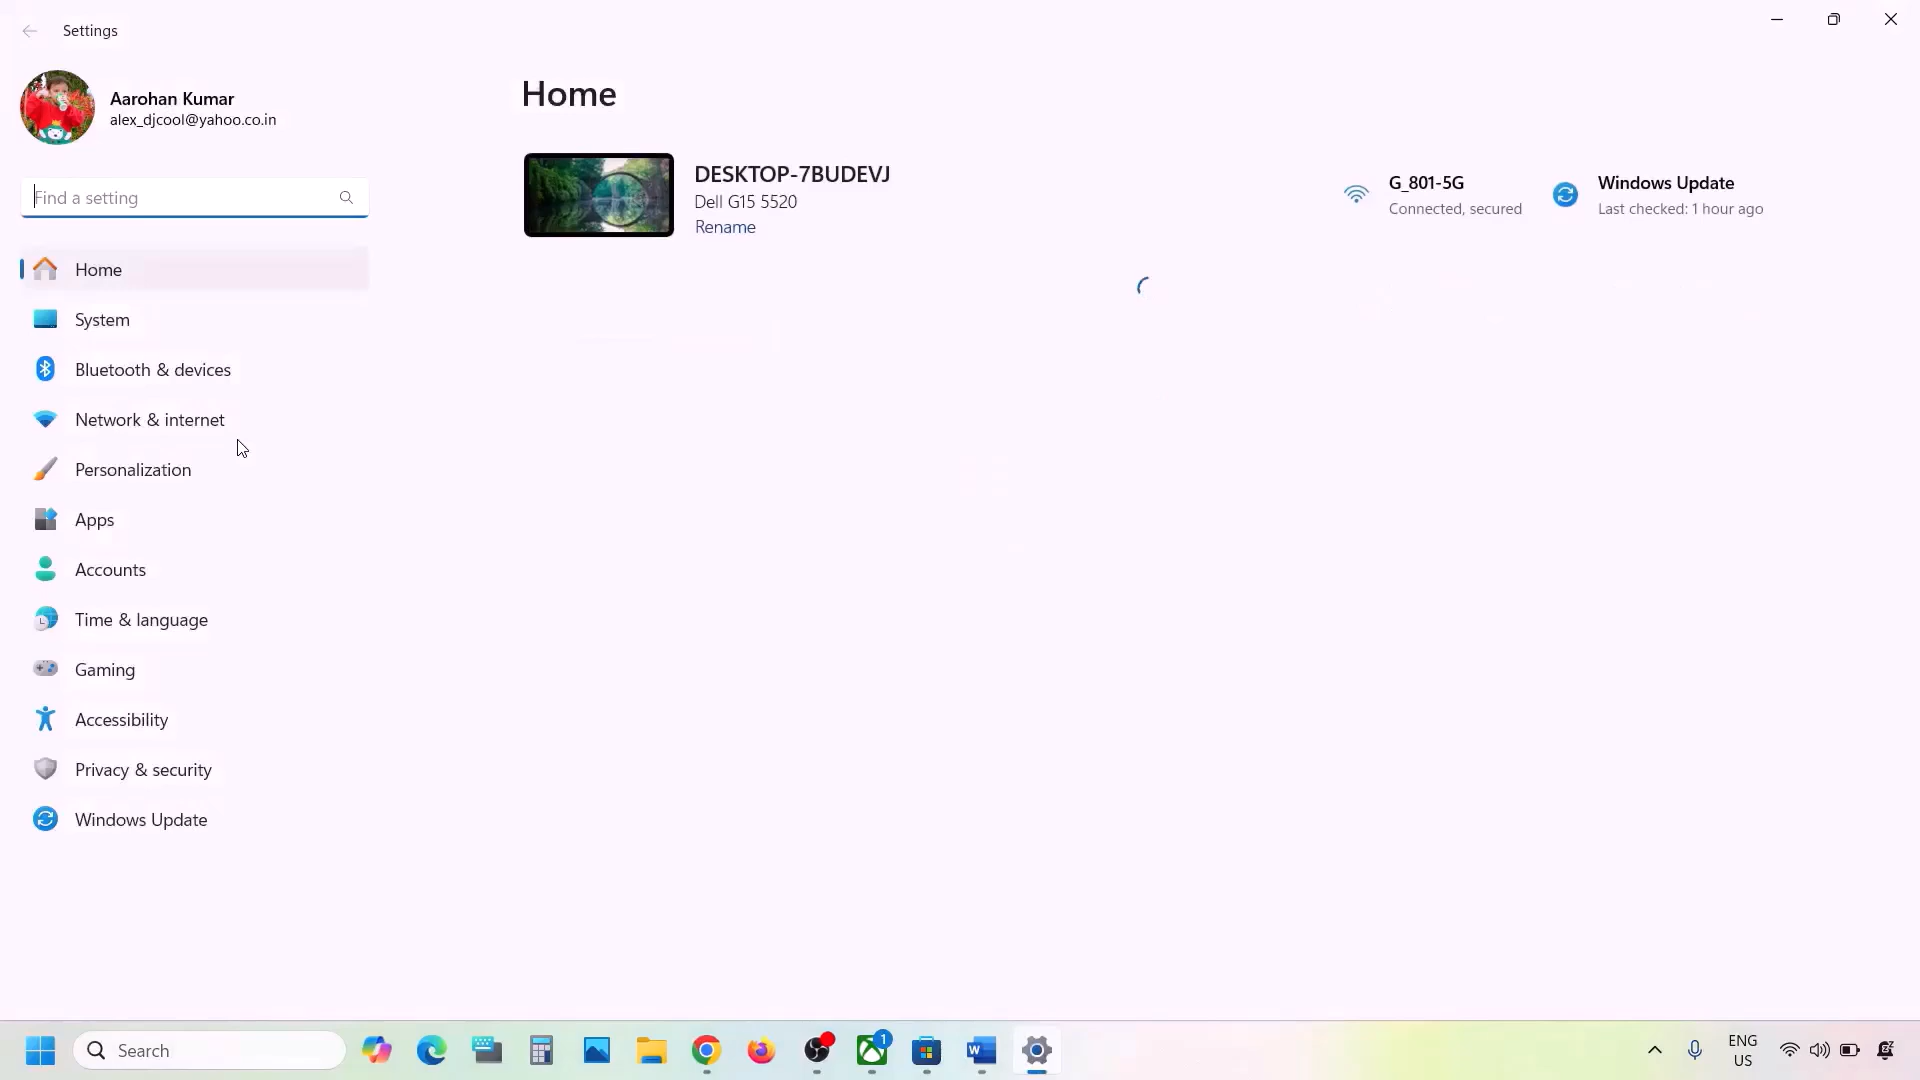 Settings
Aarohan Kumar
alex_djcool@yahoo.co.in
Find a setting
Home
System
Bluetooth & devices
Network & internet
Personalization
Apps
Accounts
Time & language
Gaming
Accessibility
Privacy & security
Windows Update
Home
DESKTOP-7BUDEVJ
Dell G15 5520
Rename
G_801-5G
Connected, secured
Windows Update
Last checked: 1 hour ago
Search
1
ENG
US